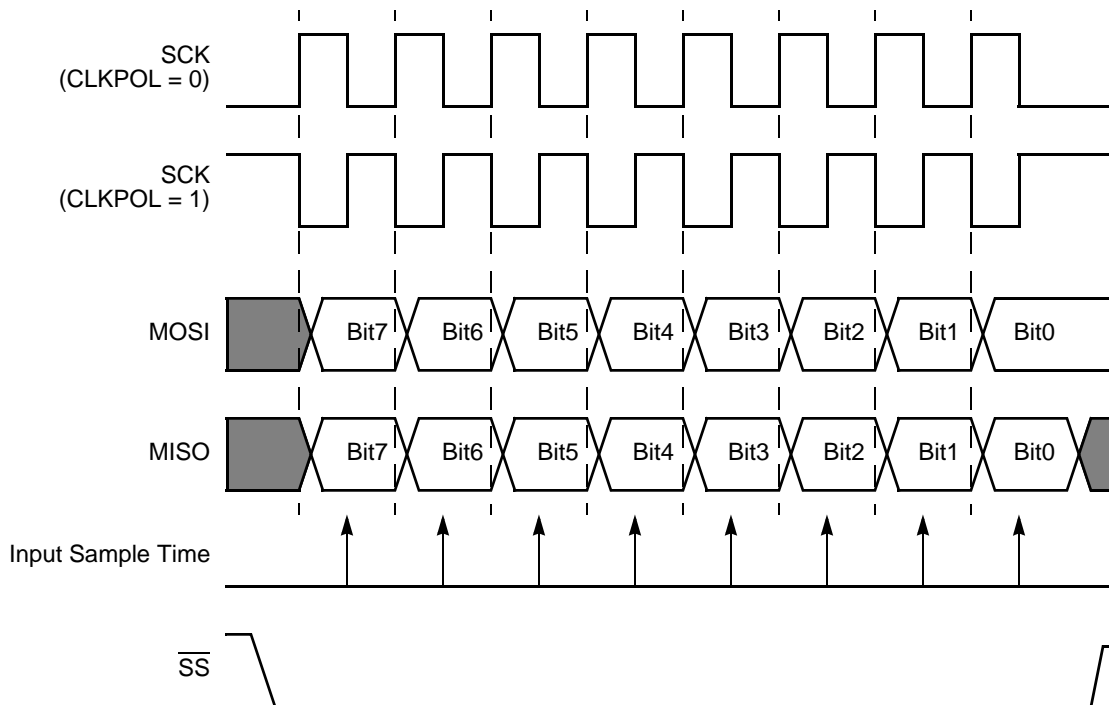 SCK
(CLKPOL = 0)
SCK
(CLKPOL = 1)
MOSI Bit7 Bit6 Bit5 Bit4 Bit3 Bit2 Bit1 Bit0
MISO Bit7 Bit6 Bit5 Bit4 Bit3 Bit2 Bit1 Bit0
Input Sample Time
SS